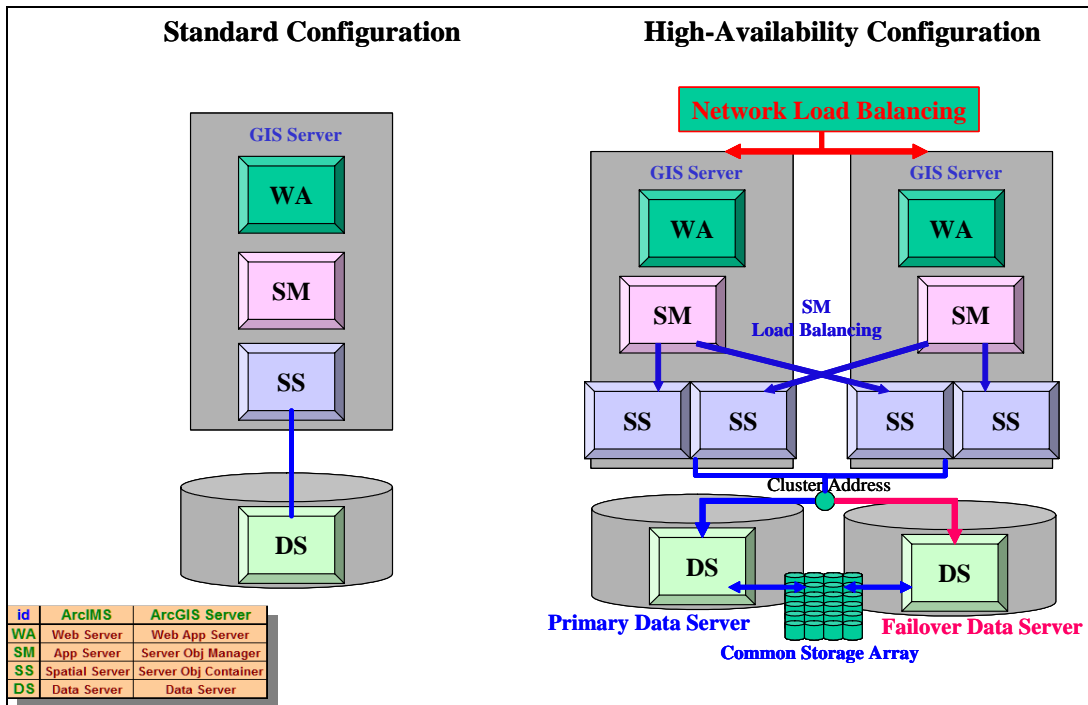 Standard Configuration
High-Availability Configuration
GIS Server
WA
SM
SS
DS
Network Load Balancing
GIS Server
GIS Server
WA
WA
SM
SM
SM
Load Balancing
SS
SS
SS
SS
Cluster Address
DS
DS
Primary Data Server
Failover Data Server
Common Storage Array
id ArcIMS ArcGIS Server
WA Web Server Web App Server
SM App Server Server Obj Manager
SS Spatial Server Server Obj Container
DS Data Server Data Server